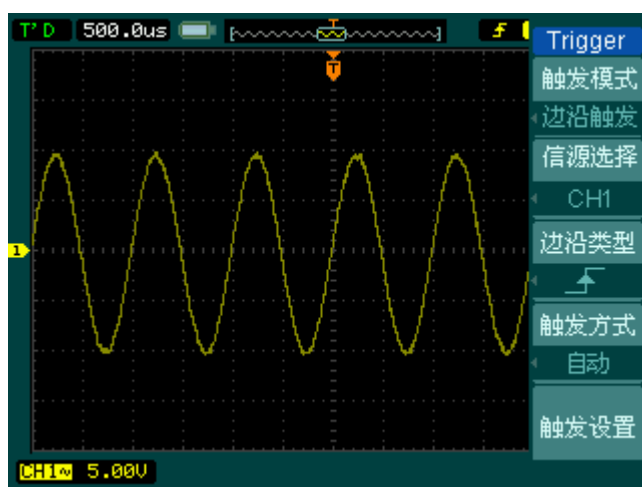 T'D 500.0us
T
T
1
Trigger
触发模式
边沿触发
信源选择
CH1
边沿类型
触发方式
自动
触发设置
CH1~ 5.00V